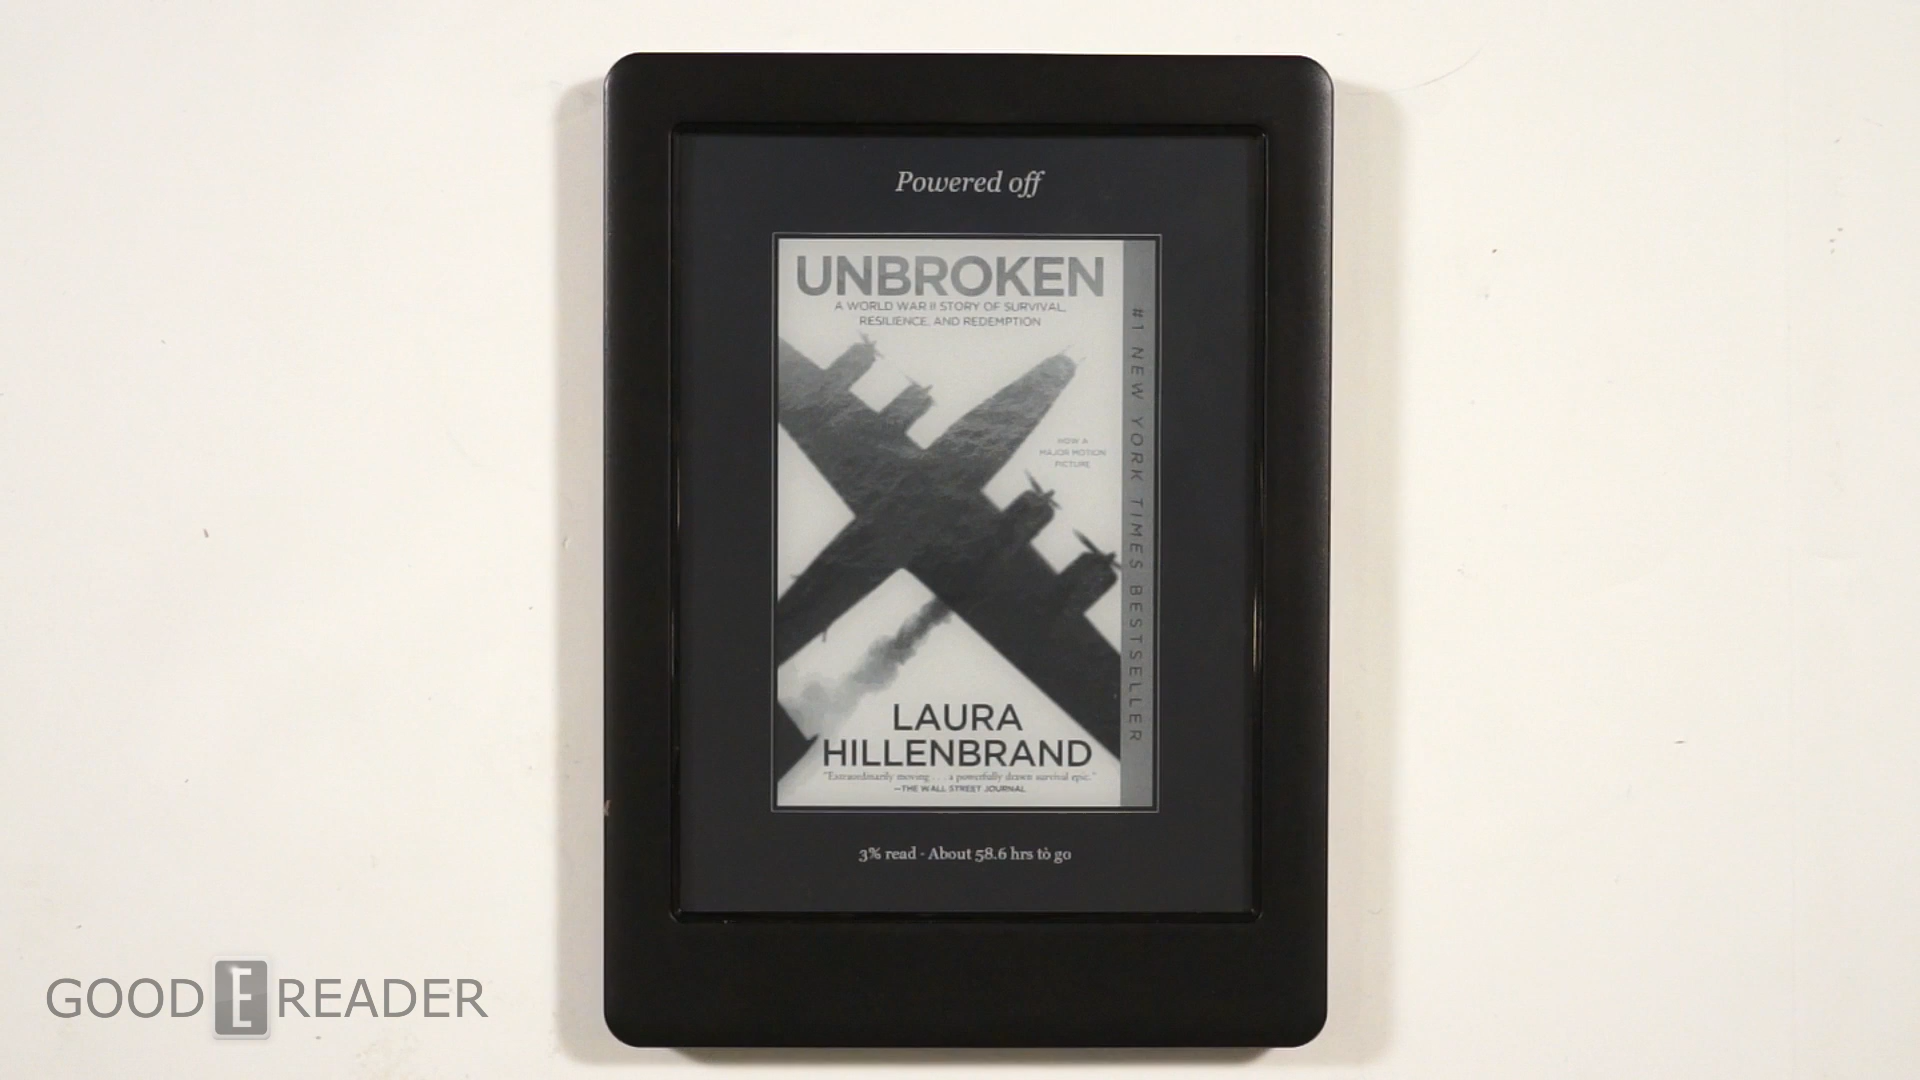 Powered off
UNBROKEN
A WORLD WAR II STORY OF SURVIVAL,
RESILIENCE, AND REDEMPTION
#1 NEW YORK TIMES BESTSELLER
NOW A
MAJOR MOTION
PICTURE
LAURA
HILLENBRAND
"Extraordinarily moving . . . a powerfully drawn survival epic."
—THE WALL STREET JOURNAL
3% read · About 58.6 hrs to go
GOOD E READER